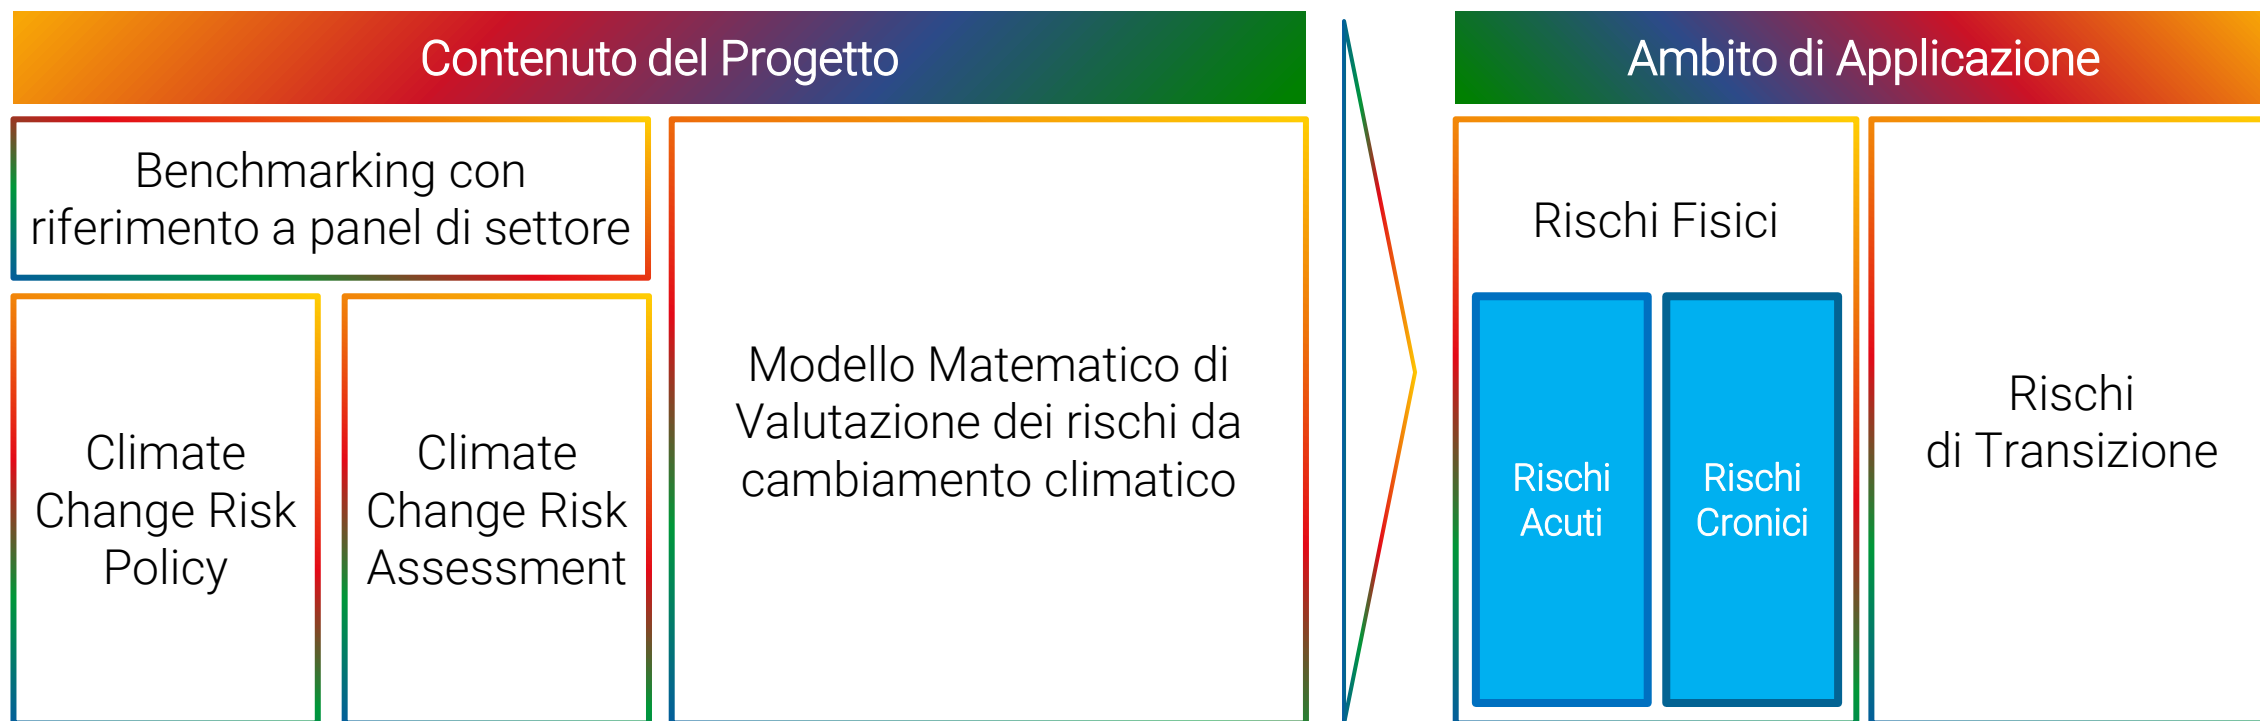 Contenuto del Progetto
Benchmarking con
riferimento a panel di settore
Climate
Change Risk
Policy
Climate
Change Risk
Assessment
Modello Matematico di
Valutazione dei rischi da
cambiamento climatico
Ambito di Applicazione
Rischi Fisici
Rischi
Acuti
Rischi
Cronici
Rischi
di Transizione